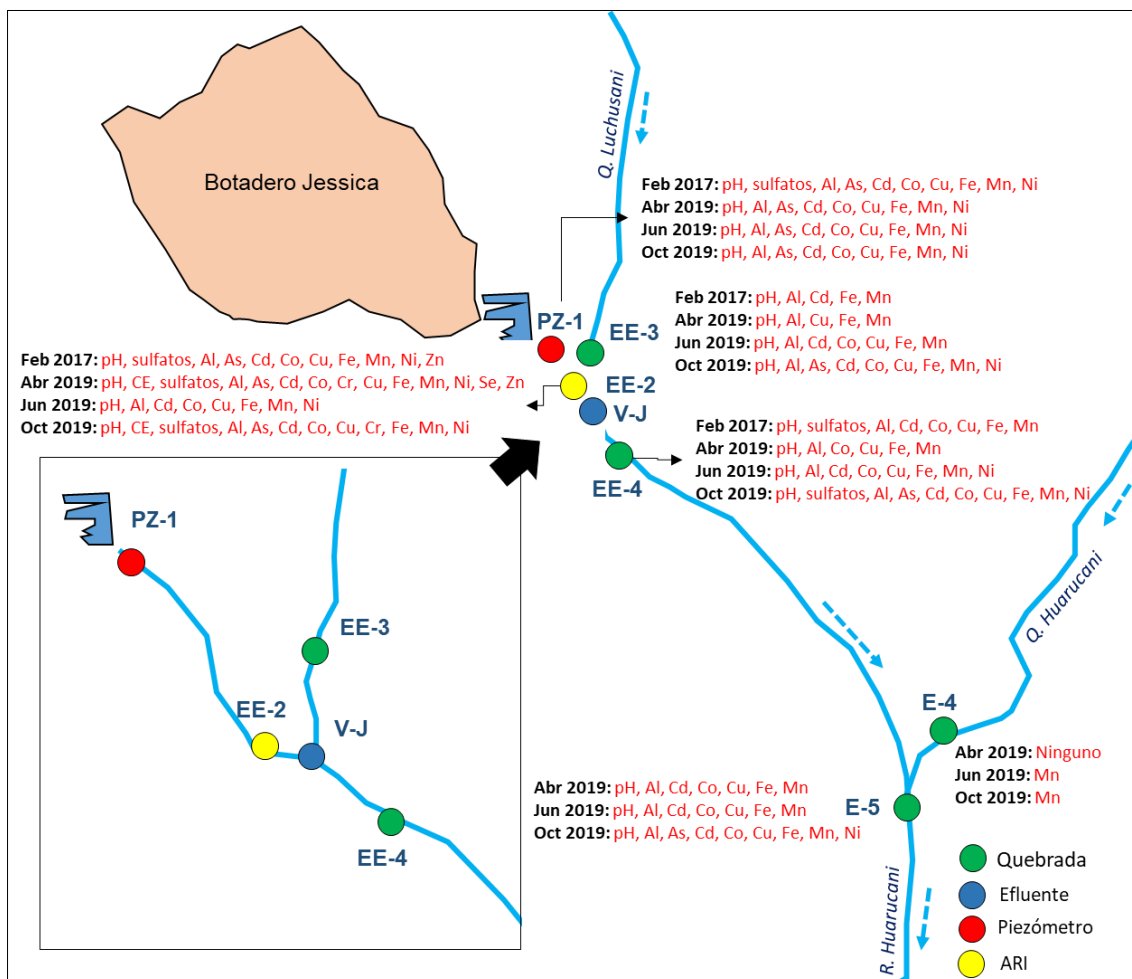 Q. Luchusani
Botadero Jessica
Feb 2017: pH, sulfatos, Al, As, Cd, Co, Cu, Fe, Mn, Ni
Abr 2019: pH, Al, As, Cd, Co, Cu, Fe, Mn, Ni
Jun 2019: pH, Al, As, Cd, Co, Cu, Fe, Mn, Ni
Oct 2019: pH, Al, As, Cd, Co, Cu, Fe, Mn, Ni
PZ-1
EE-3
Feb 2017: pH, Al, Cd, Fe, Mn
Abr 2019: pH, Al, Cu, Fe, Mn
Jun 2019: pH, Al, Cd, Co, Cu, Fe, Mn
Oct 2019: pH, Al, As, Cd, Co, Cu, Fe, Mn, Ni
Feb 2017: pH, sulfatos, Al, As, Cd, Co, Cu, Fe, Mn, Ni, Zn
Abr 2019: pH, CE, sulfatos, Al, As, Cd, Co, Cr, Cu, Fe, Mn, Ni, Se, Zn
Jun 2019: pH, Al, Cd, Co, Cu, Fe, Mn, Ni
Oct 2019: pH, CE, sulfatos, Al, As, Cd, Co, Cu, Cr, Fe, Mn, Ni
EE-2
V-J
EE-4
Feb 2017: pH, sulfatos, Al, Cd, Co, Cu, Fe, Mn
Abr 2019: pH, Al, Co, Cu, Fe, Mn
Jun 2019: pH, Al, Cd, Co, Cu, Fe, Mn, Ni
Oct 2019: pH, sulfatos, Al, As, Cd, Co, Cu, Fe, Mn, Ni
PZ-1
EE-3
EE-2
V-J
EE-4
Q. Huarucani
E-4
Abr 2019: Ninguno
Jun 2019: Mn
Oct 2019: Mn
Abr 2019: pH, Al, Cd, Co, Cu, Fe, Mn
Jun 2019: pH, Al, Cd, Co, Cu, Fe, Mn
Oct 2019: pH, Al, As, Cd, Co, Cu, Fe, Mn, Ni
E-5
R. Huarucani
Quebrada
Efluente
Piezómetro
ARI